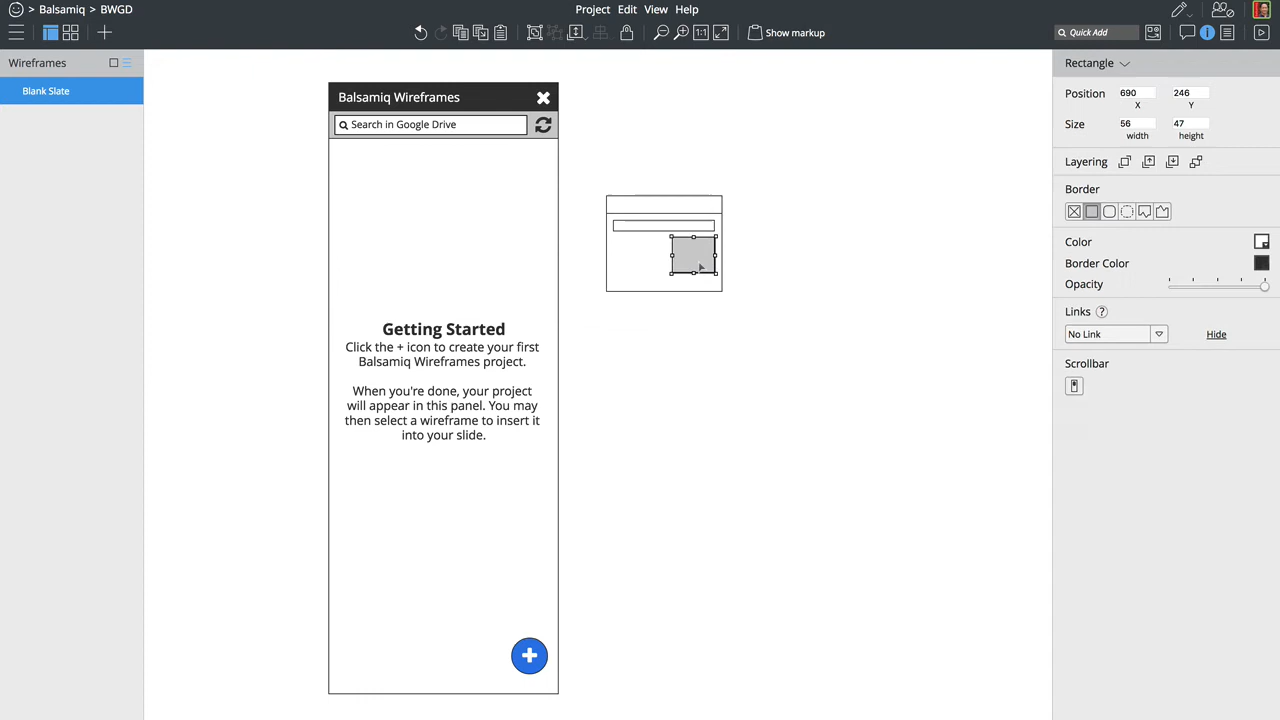 > Balsamiq > BWGD
Project Edit View Help
Quick Add
Show markup
Wireframes
Blank Slate
Balsamiq Wireframes
Search in Google Drive
Getting Started
Click the + icon to create your first
Balsamiq Wireframes project.
When you're done, your project
will appear in this panel. You may
then select a wireframe to insert it
into your slide.
Rectangle
Position 690 246
X Y
Size 56 47
width height
Layering
Border
Color
Border Color
Opacity
Links ?
No Link Hide
Scrollbar
1:1